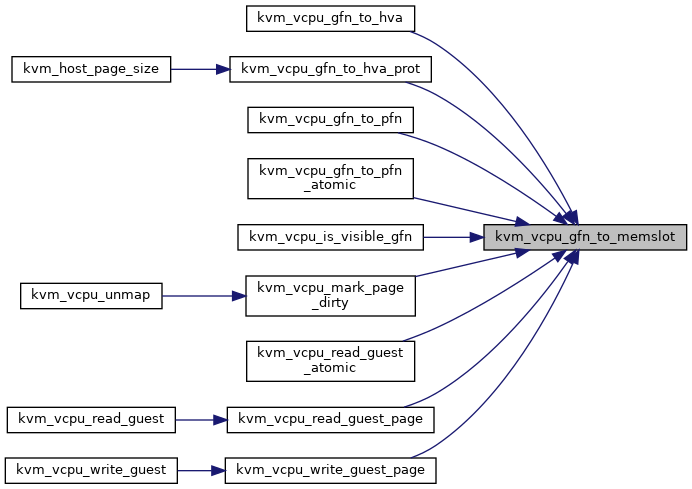 kvm_vcpu_gfn_to_hva
kvm_host_page_size
kvm_vcpu_gfn_to_hva_prot
kvm_vcpu_gfn_to_pfn
kvm_vcpu_gfn_to_pfn
_atomic
kvm_vcpu_is_visible_gfn
kvm_vcpu_gfn_to_memslot
kvm_vcpu_unmap
kvm_vcpu_mark_page
_dirty
kvm_vcpu_read_guest
_atomic
kvm_vcpu_read_guest
kvm_vcpu_read_guest_page
kvm_vcpu_write_guest
kvm_vcpu_write_guest_page